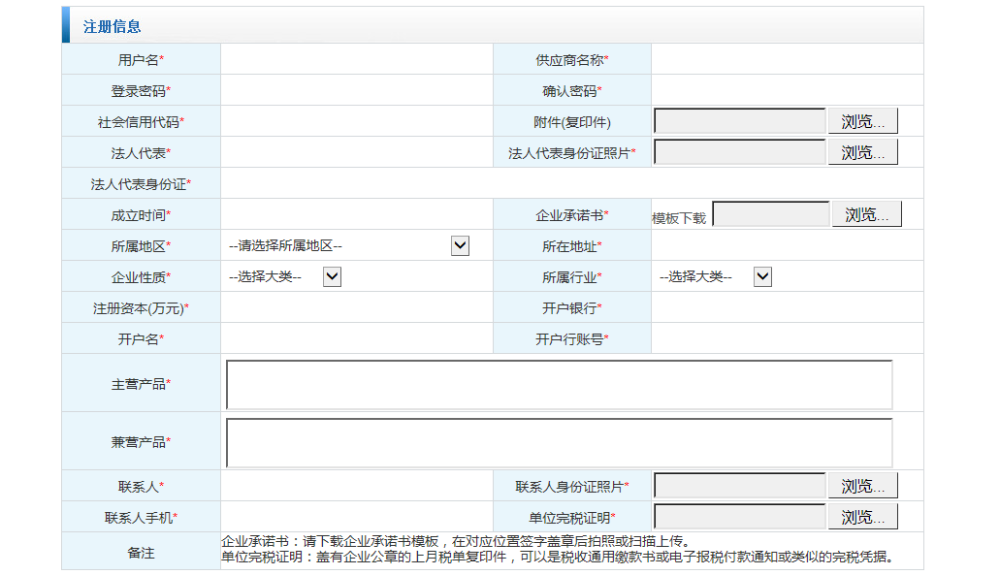 注册信息
用户名* 供应商名称*
登录密码* 确认密码*
社会信用代码* 附件(复印件) 浏览...
法人代表* 法人代表身份证照片* 浏览...
法人代表身份证*
成立时间* 企业承诺书* 模板下载 浏览...
所属地区* --请选择所属地区-- 所在地址*
企业性质* --选择大类-- 所属行业* --选择大类--
注册资本(万元)* 开户银行*
开户名* 开户行账号*
主营产品*
兼营产品*
联系人* 联系人身份证照片* 浏览...
联系人手机* 单位完税证明* 浏览...
备注
企业承诺书：请下载企业承诺书模板，在对应位置签字盖章后拍照或扫描上传。
单位完税证明：盖有企业公章的上月税单复印件，可以是税收通用缴款书或电子报税付款通知或类似的完税凭据。